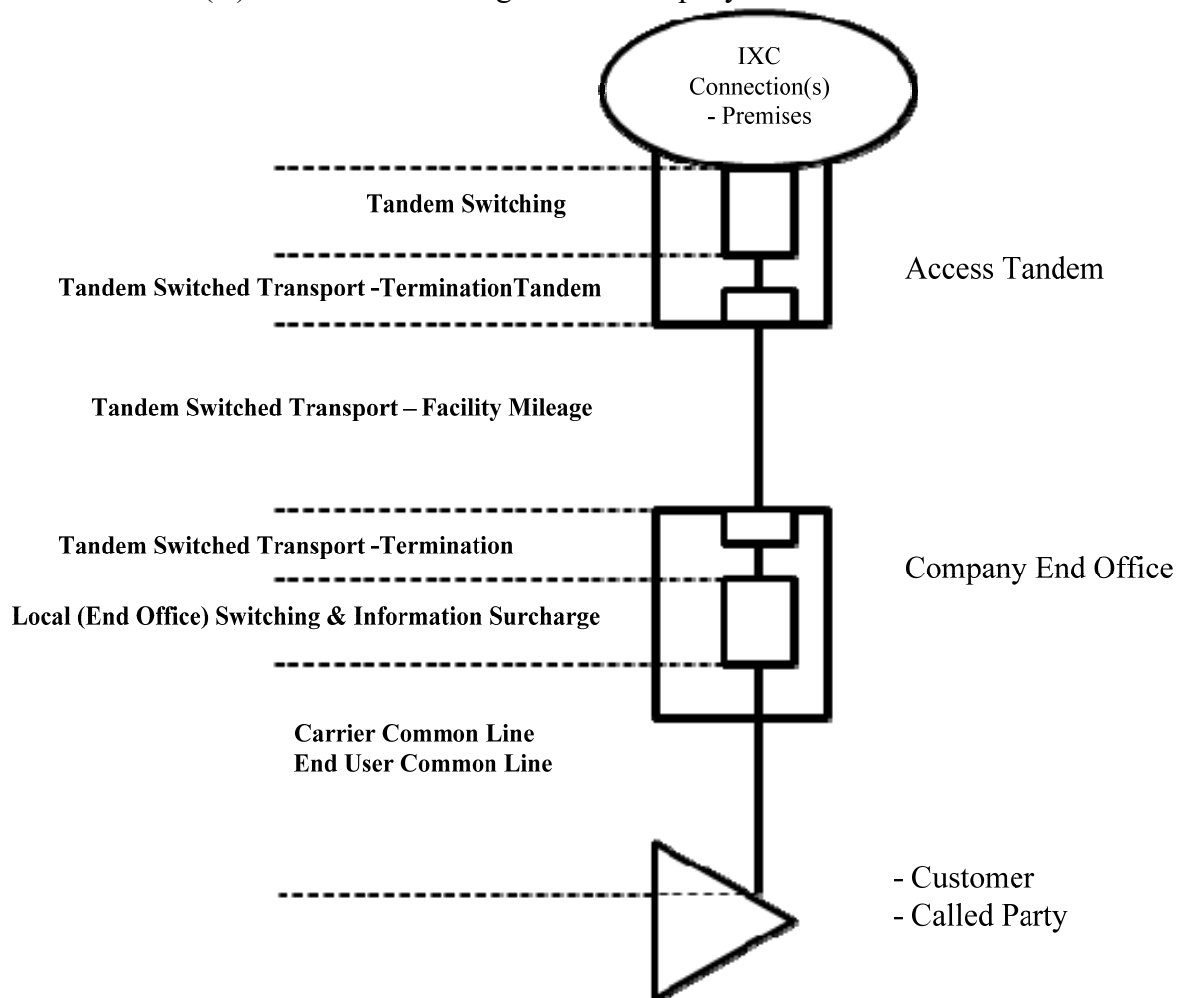 IXC
Connection(s)
- Premises
Tandem Switching
Access Tandem
Tandem Switched Transport -TerminationTandem
Tandem Switched Transport – Facility Mileage
Tandem Switched Transport -Termination
Company End Office
Local (End Office) Switching & Information Surcharge
Carrier Common Line
End User Common Line
- Customer
- Called Party